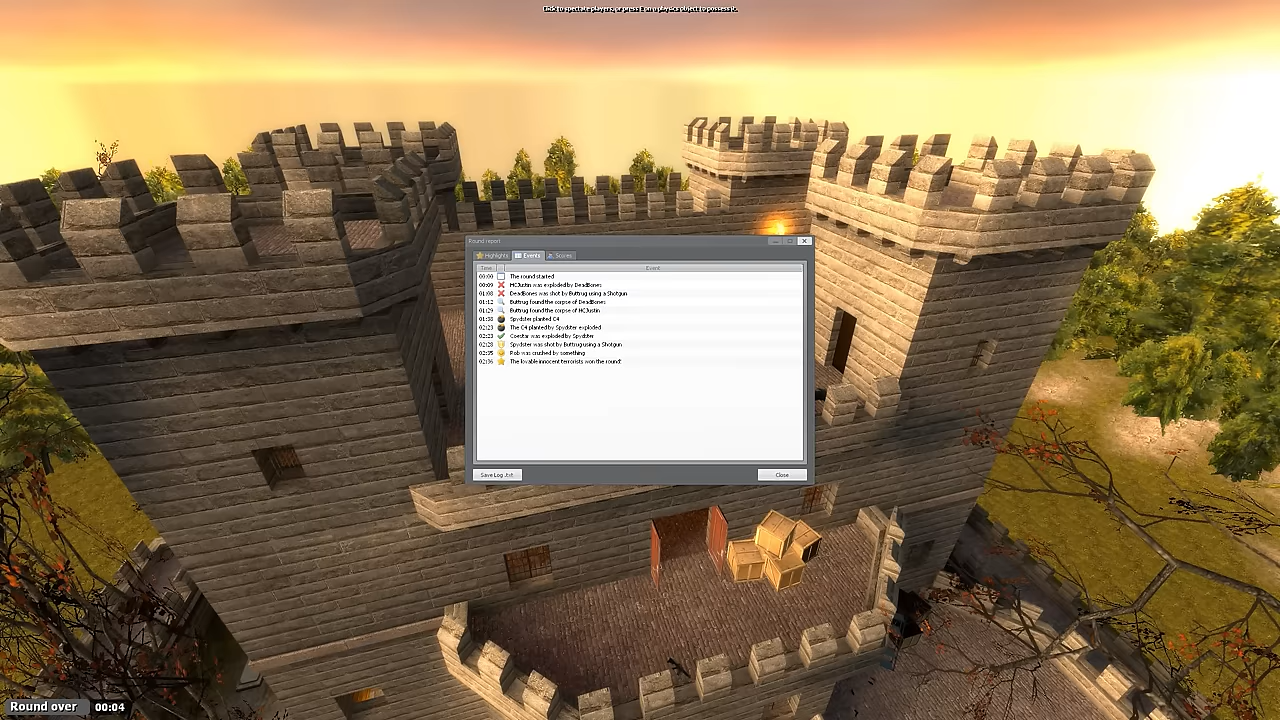 Click to spectate players, or press E on a physics object to possess it.
Round report
Highlights Events Scores
Time Event
00:00 The round started
00:09 MCJustin was exploded by DeadBones
01:08 DeadBones was shot by Buttrug using a Shotgun
01:12 Buttrug found the corpse of DeadBones
01:29 Buttrug found the corpse of MCJustin
01:38 Spydster planted C4
02:23 The C4 planted by Spydster exploded
02:23 Coestar was exploded by Spydster
02:28 Spydster was shot by Buttrug using a Shotgun
02:35 Rob was crushed by something
02:36 The lovable innocent terrorists won the round!
Save Log .txt Close
Round over 00:04